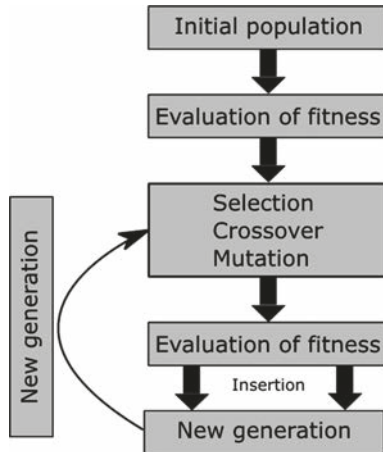 Initial population
Evaluation of fitness
Selection
Crossover
Mutation
New generation
Evaluation of fitness
Insertion
New generation